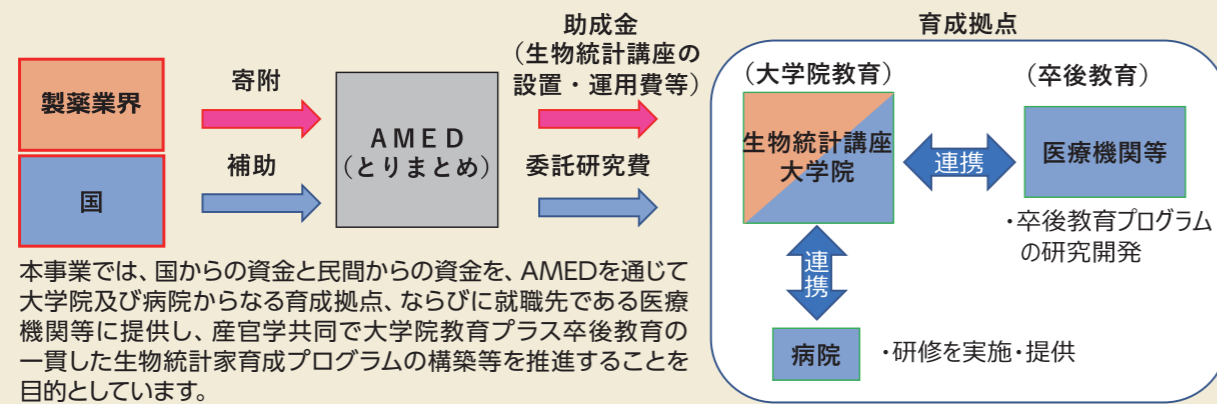 助成金
(生物統計講座の
設置・運用費等)
育成拠点
製薬業界
寄附
国
補助
AMED
(とりまとめ)
委託研究費
(大学院教育)
生物統計講座
大学院
連携
(卒後教育)
医療機関等
・卒後教育プログラム
の研究開発
連携
病院
・研修を実施・提供
本事業では、国からの資金と民間からの資金を、AMEDを通じて
大学院及び病院からなる育成拠点、ならびに就職先である医療
機関等に提供し、産官学共同で大学院教育プラス卒後教育の
一貫した生物統計家育成プログラムの構築等を推進することを
目的としています。